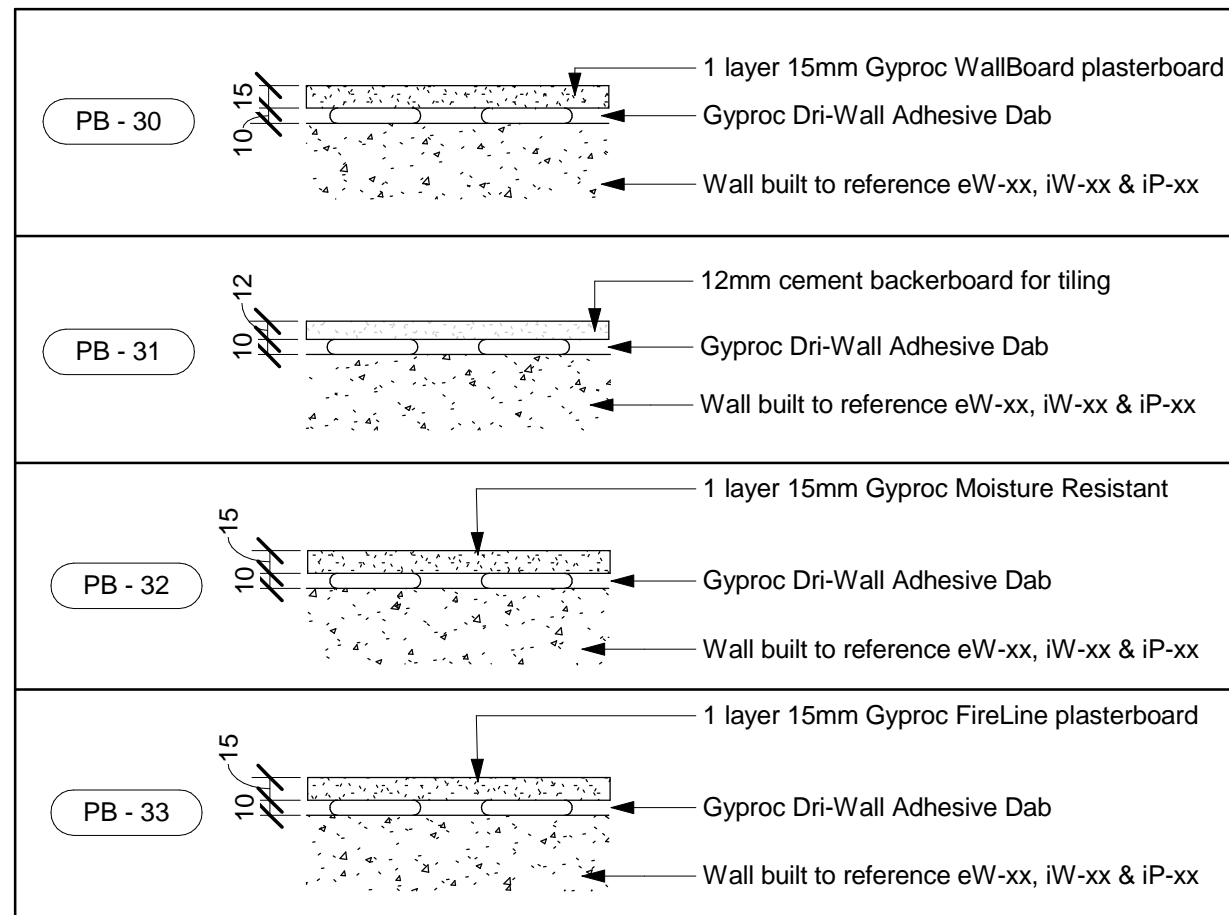 1 layer 15mm Gyproc WallBoard plasterboard
15
PB - 30
Gyproc Dri-Wall Adhesive Dab
10
Wall built to reference eW-xx, iW-xx & iP-xx
12
12mm cement backerboard for tiling
PB - 31
10
Gyproc Dri-Wall Adhesive Dab
Wall built to reference eW-xx, iW-xx & iP-xx
1 layer 15mm Gyproc Moisture Resistant
15
PB - 32
10
Gyproc Dri-Wall Adhesive Dab
Wall built to reference eW-xx, iW-xx & iP-xx
1 layer 15mm Gyproc FireLine plasterboard
15
PB - 33
10
Gyproc Dri-Wall Adhesive Dab
Wall built to reference eW-xx, iW-xx & iP-xx